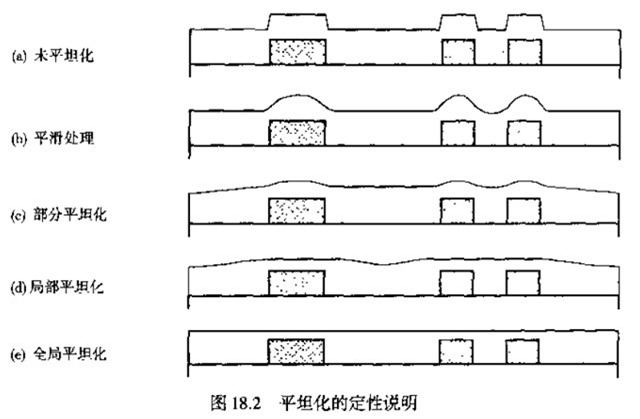 (a) 未平坦化
(b) 平滑处理
(c) 部分平坦化
(d) 局部平坦化
(e) 全局平坦化
图 18.2 平坦化的定性说明